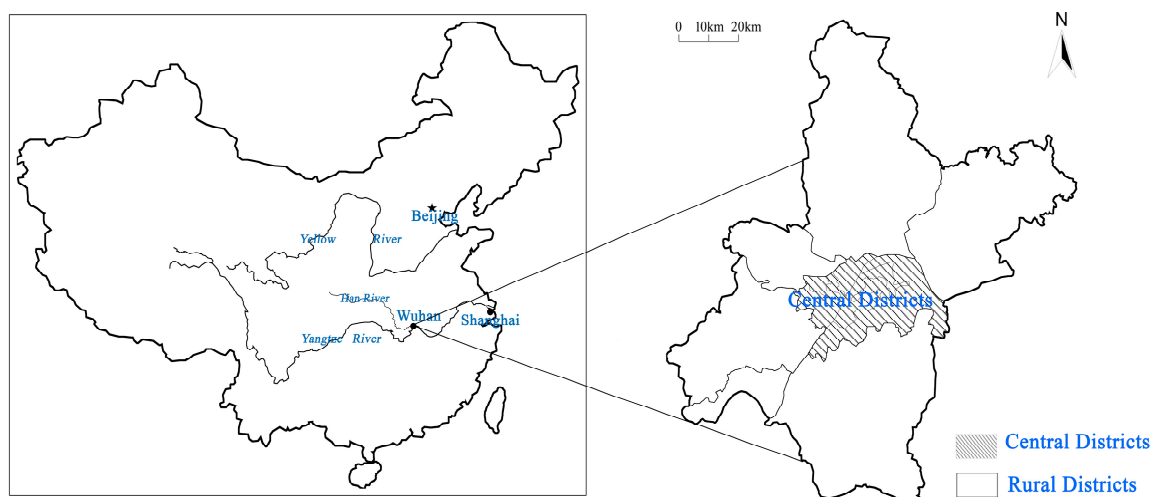 0 10km 20km
N
Beijing
Yellow River
Han River
Wuhan
Shanghai
Yangtze River
Central Districts
Central Districts
Rural Districts